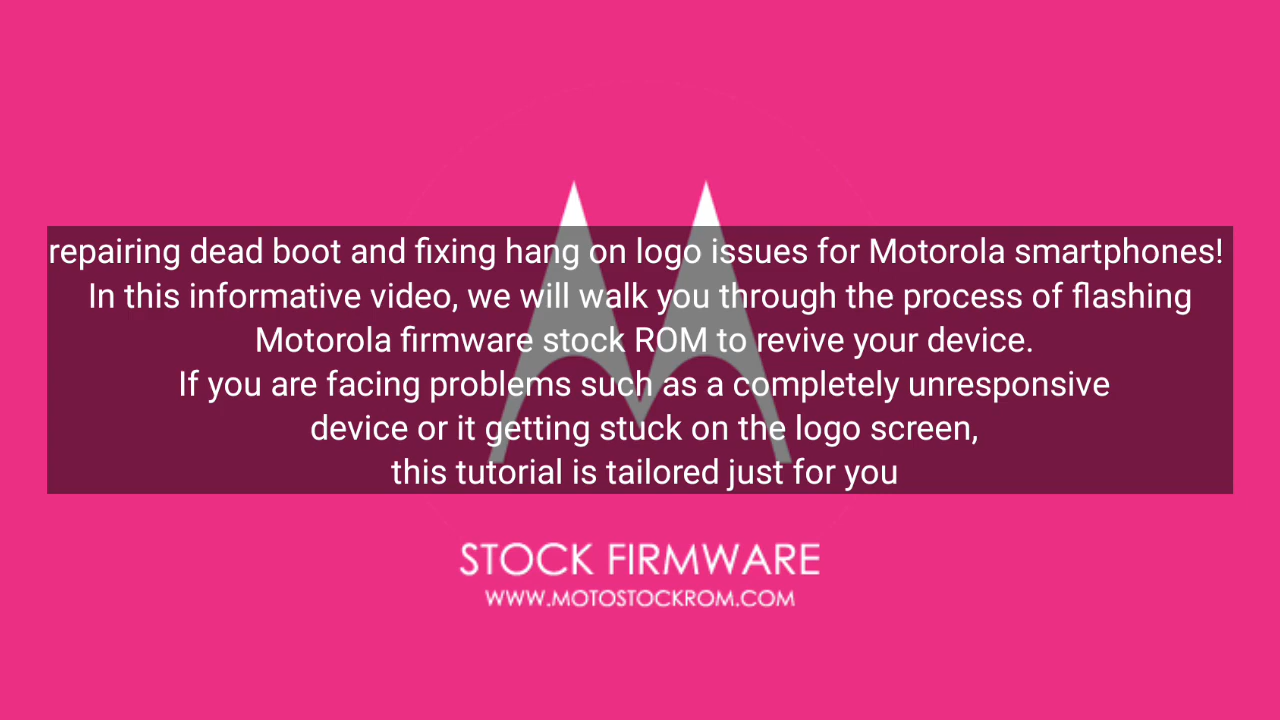 repairing dead boot and fixing hang on logo issues for Motorola smartphones!
In this informative video, we will walk you through the process of flashing
Motorola firmware stock ROM to revive your device.
If you are facing problems such as a completely unresponsive
device or it getting stuck on the logo screen,
this tutorial is tailored just for you
STOCK FIRMWARE
WWW.MOTOSTOCKROM.COM